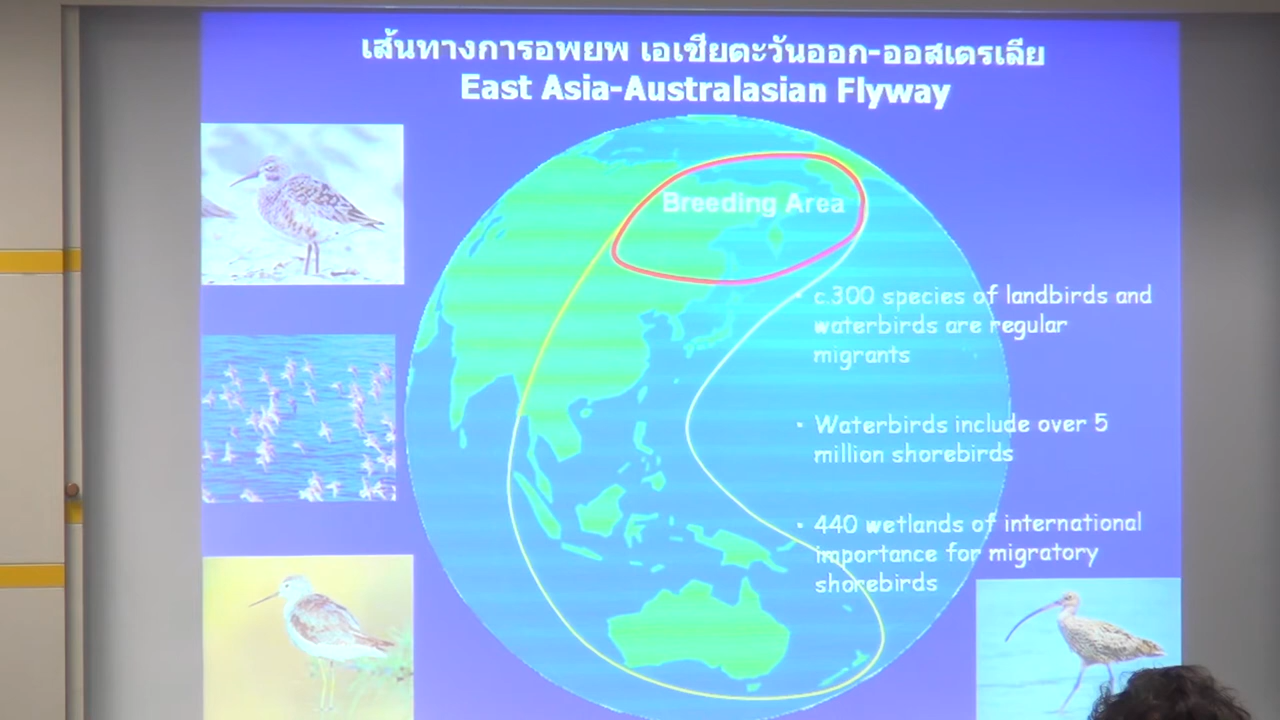 เส้นทางการอพยพ เอเชียตะวันออก-ออสเตรเลีย
East Asia-Australasian Flyway
Breeding Area
• c.300 species of landbirds and
waterbirds are regular
migrants
• Waterbirds include over 5
million shorebirds
• 440 wetlands of international
importance for migratory
shorebirds